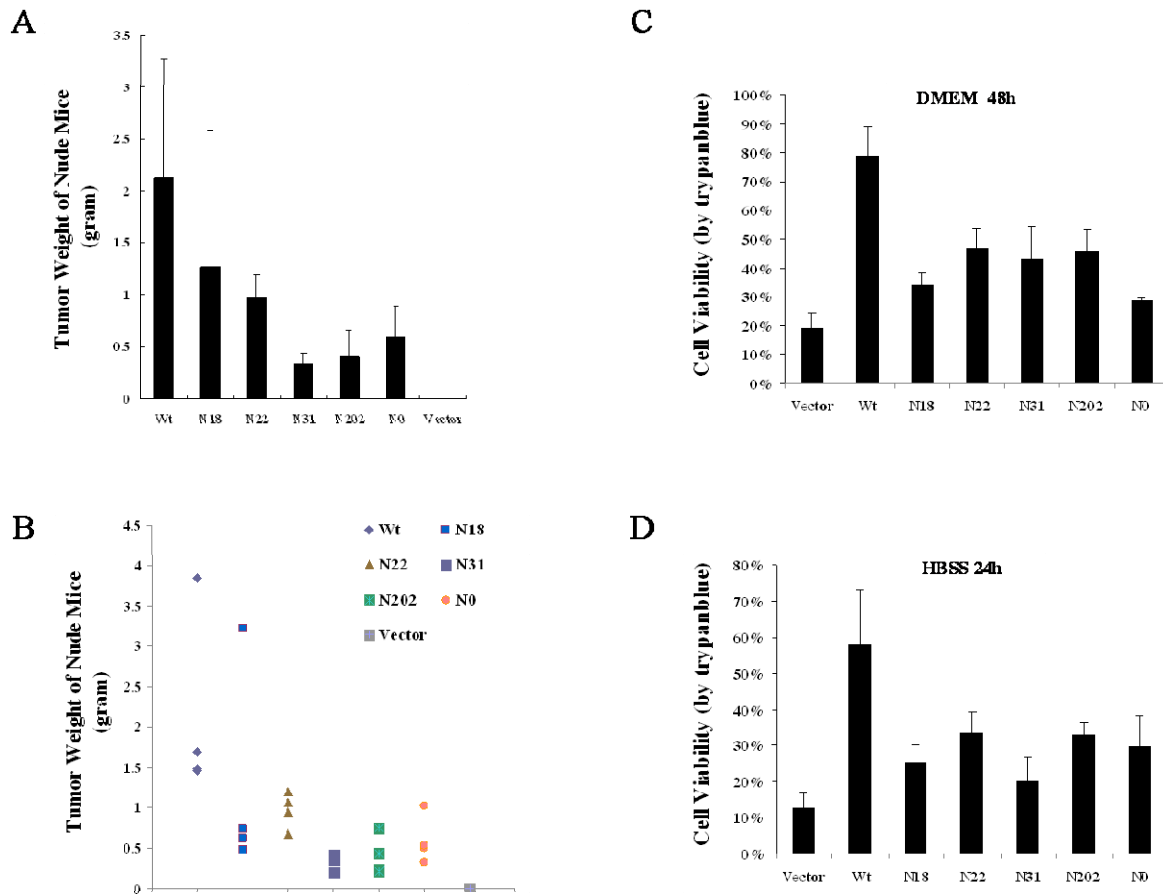 A
Tumor Weight of Nude Mice
(gram)
3.5
3
2.5
2
1.5
1
0.5
0
Wt N18 N22 N31 N202 N0 Vector
B
Tumor Weight of Nude Mice
(gram)
4.5
4
3.5
3
2.5
2
1.5
1
0.5
0
Wt N18
N22 N31
N202 N0
Vector
C
DMEM 48h
Cell Viability (by trypanblue)
100%
90%
80%
70%
60%
50%
40%
30%
20%
10%
0%
Vector Wt N18 N22 N31 N202 N0
D
HBSS 24h
Cell Viability (by trypanblue)
80%
70%
60%
50%
40%
30%
20%
10%
0%
Vector Wt N18 N22 N31 N202 N0